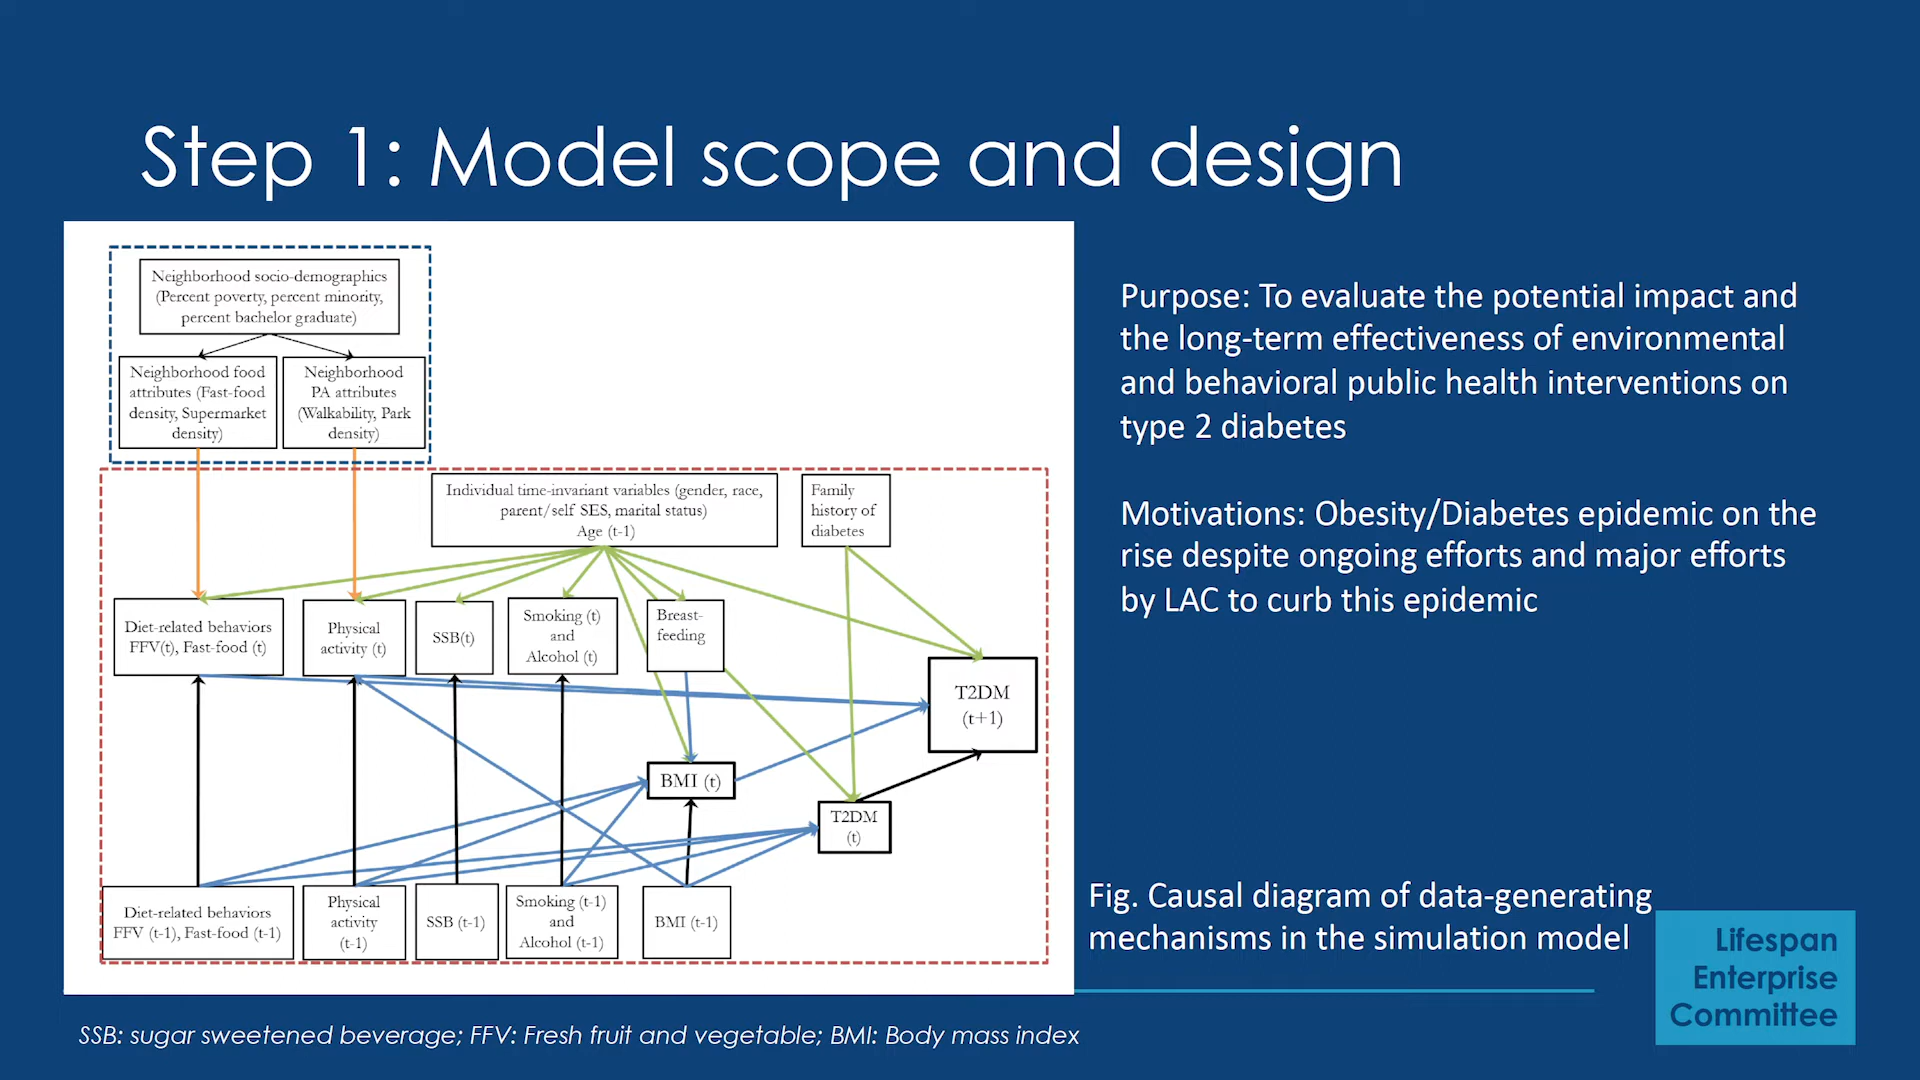 Step 1: Model scope and design
Neighborhood socio-demographics
(Percent poverty, percent minority,
percent bachelor graduate)
Neighborhood food
attributes (Fast-food
density, Supermarket
density)
Neighborhood
PA attributes
(Walkability, Park
density)
Individual time-invariant variables (gender, race,
parent/self SES, marital status)
Age (t-1)
Family
history of
diabetes
Diet-related behaviors
FFV(t), Fast-food (t)
Physical
activity (t)
SSB(t)
Smoking (t)
and
Alcohol (t)
Breast-
feeding
T2DM
(t+1)
BMI (t)
T2DM
(t)
Diet-related behaviors
FFV (t-1), Fast-food (t-1)
Physical
activity
(t-1)
SSB (t-1)
Smoking (t-1)
and
Alcohol (t-1)
BMI (t-1)
Purpose: To evaluate the potential impact and
the long-term effectiveness of environmental
and behavioral public health interventions on
type 2 diabetes
Motivations: Obesity/Diabetes epidemic on the
rise despite ongoing efforts and major efforts
by LAC to curb this epidemic
Fig. Causal diagram of data-generating
mechanisms in the simulation model
Lifespan
Enterprise
Committee
SSB: sugar sweetened beverage; FFV: Fresh fruit and vegetable; BMI: Body mass index